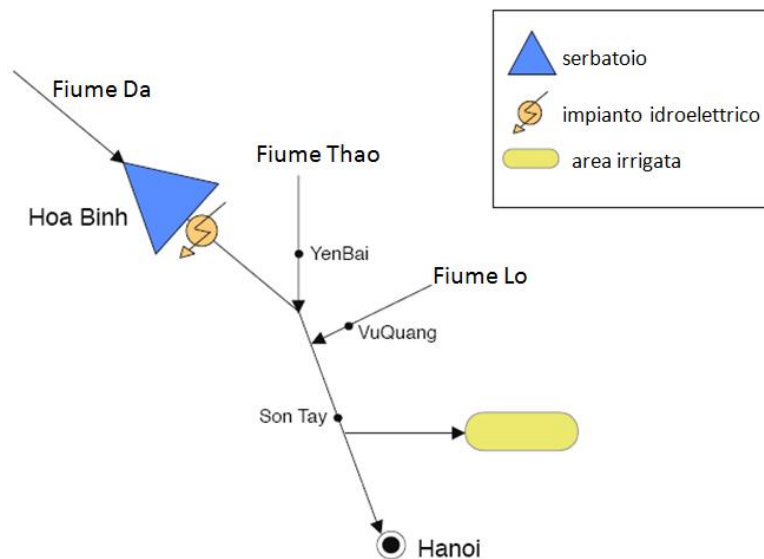 Fiume Da
serbatoio
impianto idroelettrico
area irrigata
Fiume Thao
Hoa Binh
YenBai
Fiume Lo
VuQuang
Son Tay
Hanoi